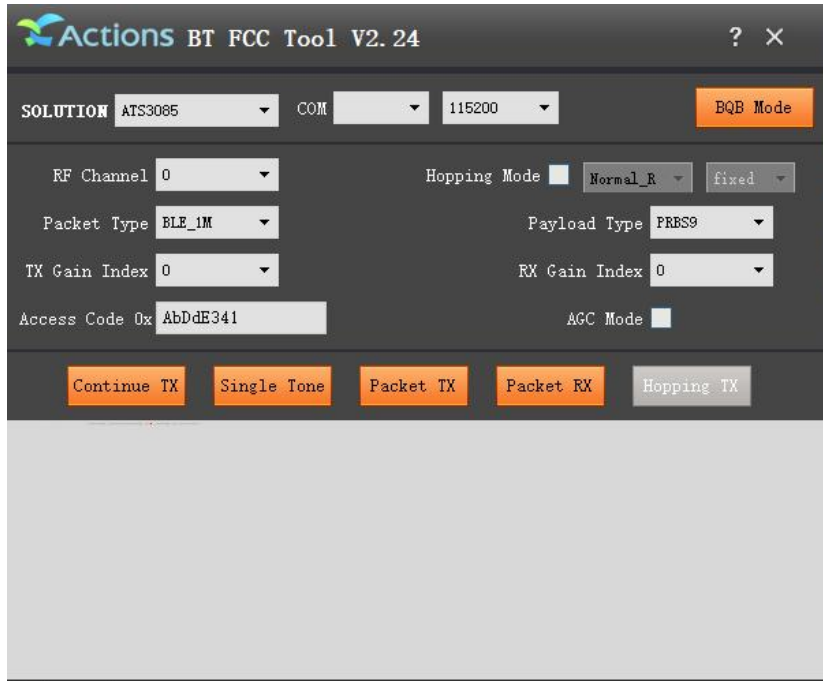 Actions BT FCC Tool V2.24 ? ×
SOLUTION ATS3085 COM 115200 BQB Mode
RF Channel 0 Hopping Mode Normal_R fixed
Packet Type BLE_1M Payload Type PRBS9
TX Gain Index 0 RX Gain Index 0
Access Code 0x AbDdE341 AGC Mode
Continue TX Single Tone Packet TX Packet RX Hopping TX